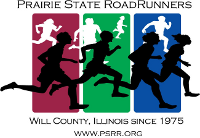 PRAIRIE STATE ROADRUNNERS
WILL COUNTY, ILLINOIS SINCE 1975
WWW.PSRR.ORG